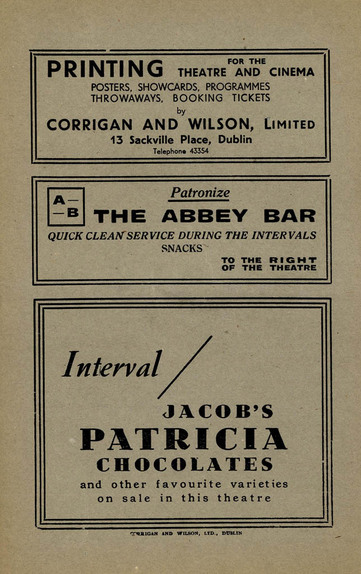 PRINTING FOR THE
THEATRE AND CINEMA
POSTERS, SHOWCARDS, PROGRAMMES
THROWAWAYS, BOOKING TICKETS
by
CORRIGAN AND WILSON, LIMITED
13 Sackville Place, Dublin
Telephone 43354
A—
—B
Patronize
THE ABBEY BAR
QUICK CLEAN SERVICE DURING THE INTERVALS
SNACKS
TO THE RIGHT
OF THE THEATRE
Interval
JACOB'S
PATRICIA
CHOCOLATES
and other favourite varieties
on sale in this theatre
CORRIGAN AND WILSON, LTD., DUBLIN